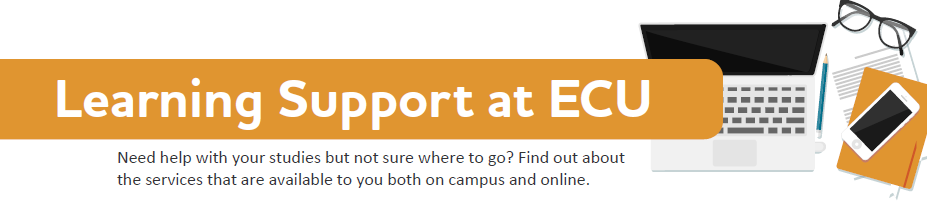 Learning Support at ECU
Need help with your studies but not sure where to go? Find out about
the services that are available to you both on campus and online.